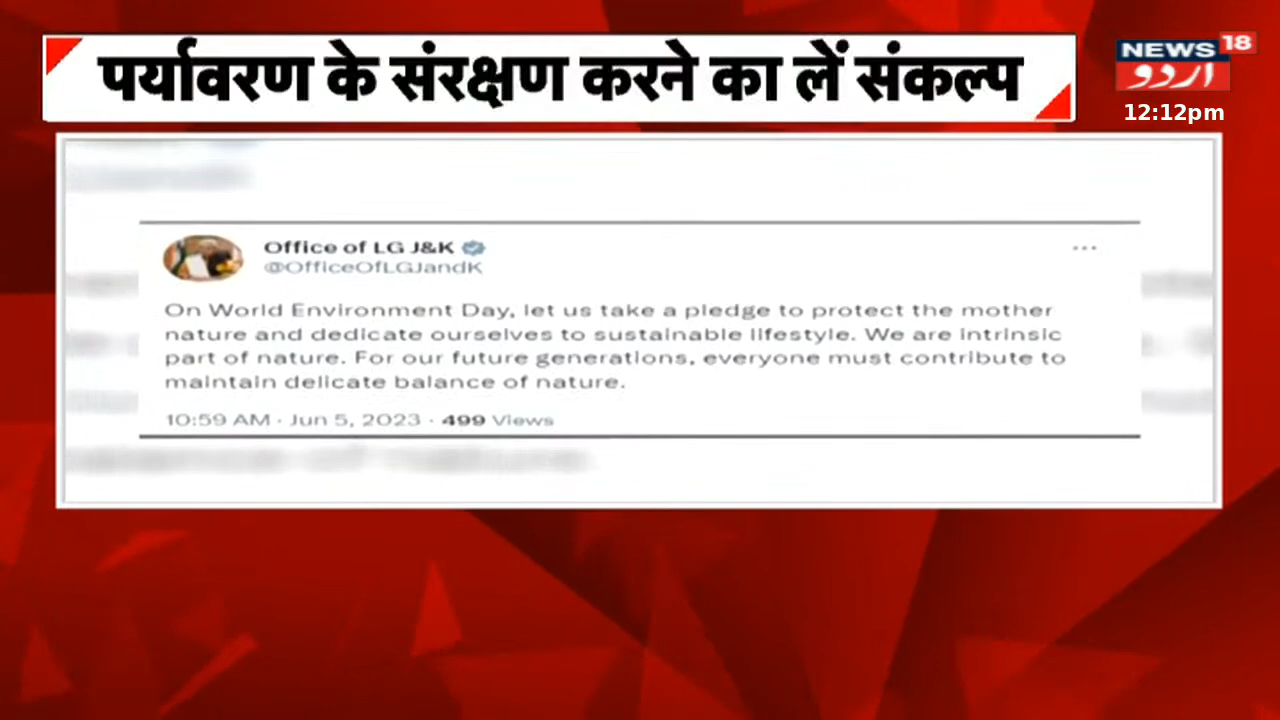 पर्यावरण के संरक्षण करने का लें संकल्प
NEWS 18
اردو
12:12pm
Office of LG J&K
@OfficeOfLGJandK
On World Environment Day, let us take a pledge to protect the mother
nature and dedicate ourselves to sustainable lifestyle. We are intrinsic
part of nature. For our future generations, everyone must contribute to
maintain delicate balance of nature.
10:59 AM · Jun 5, 2023 · 499 Views